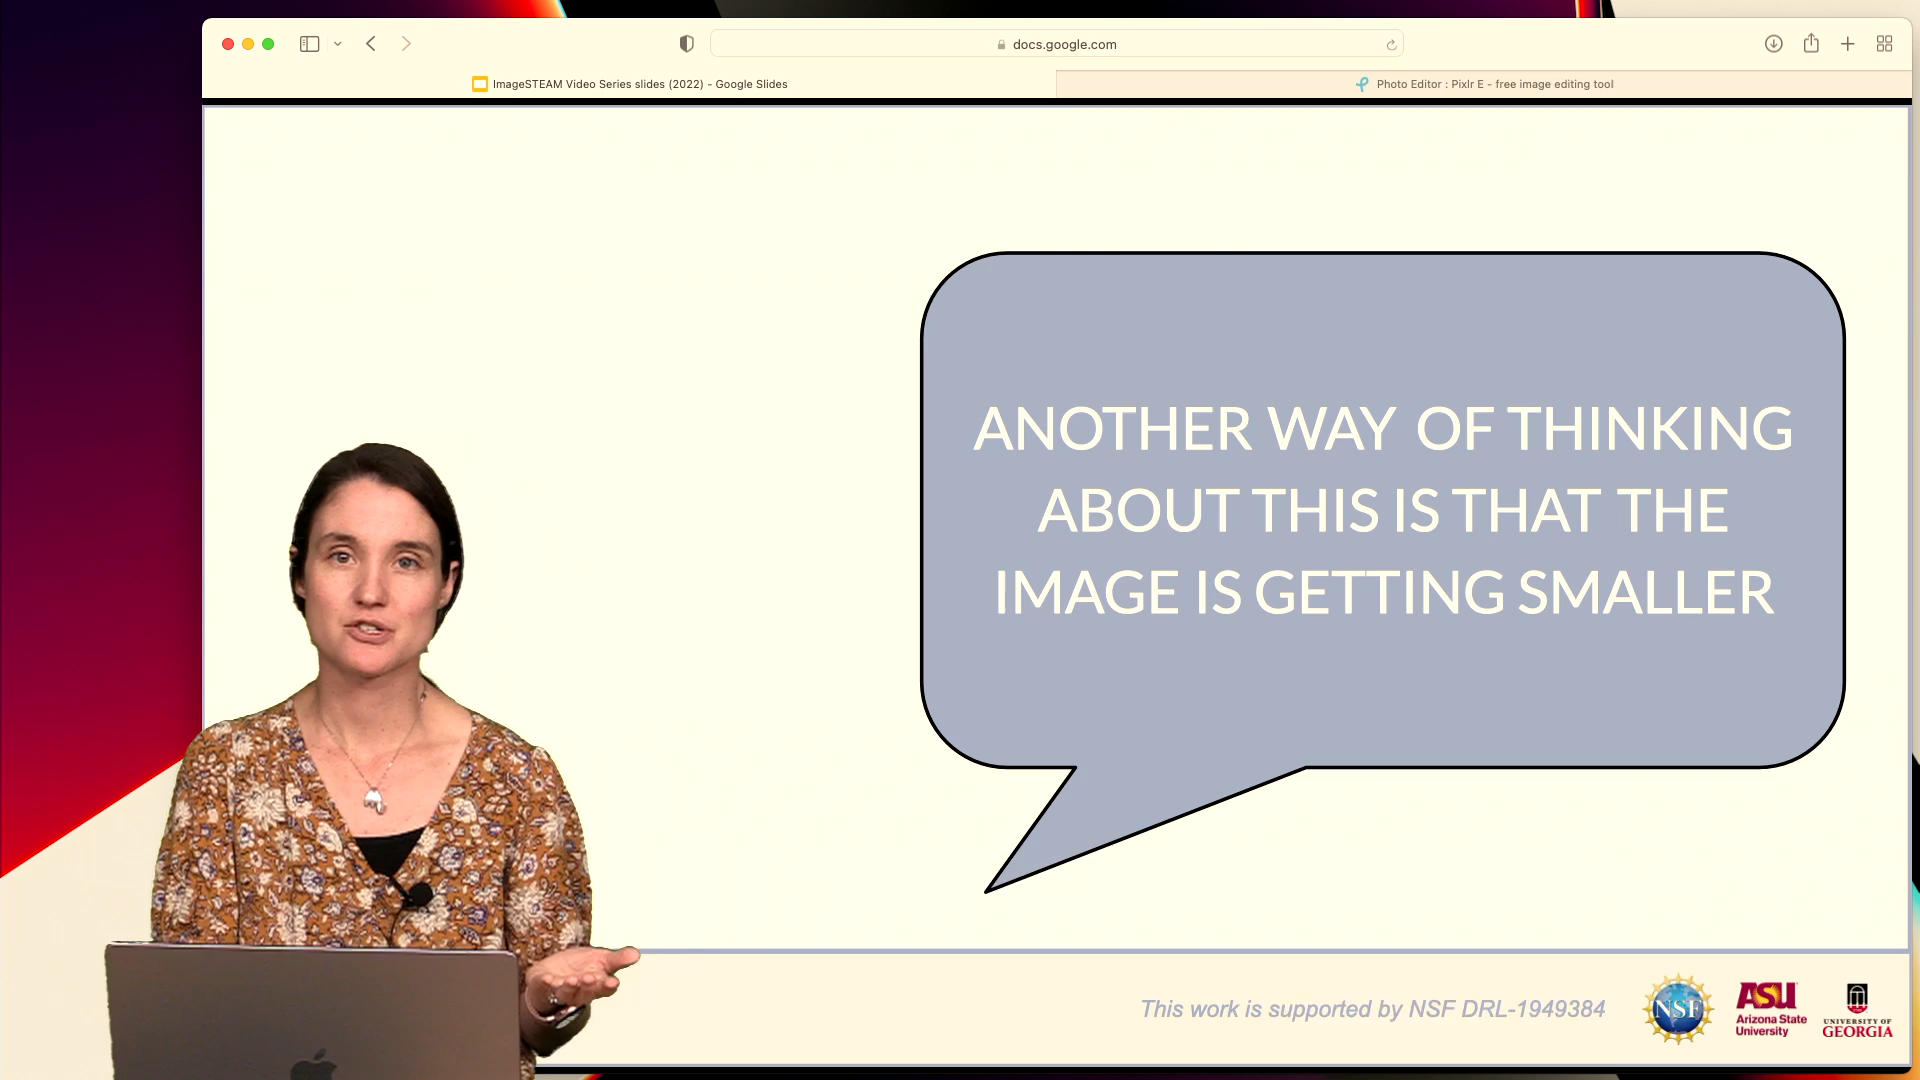 docs.google.com
ImageSTEAM Video Series slides (2022) - Google Slides
Photo Editor : Pixlr E - free image editing tool
ANOTHER WAY OF THINKING
ABOUT THIS IS THAT THE
IMAGE IS GETTING SMALLER
This work is supported by NSF DRL-1949384
NSF
ASU
Arizona State
University
UNIVERSITY OF
GEORGIA